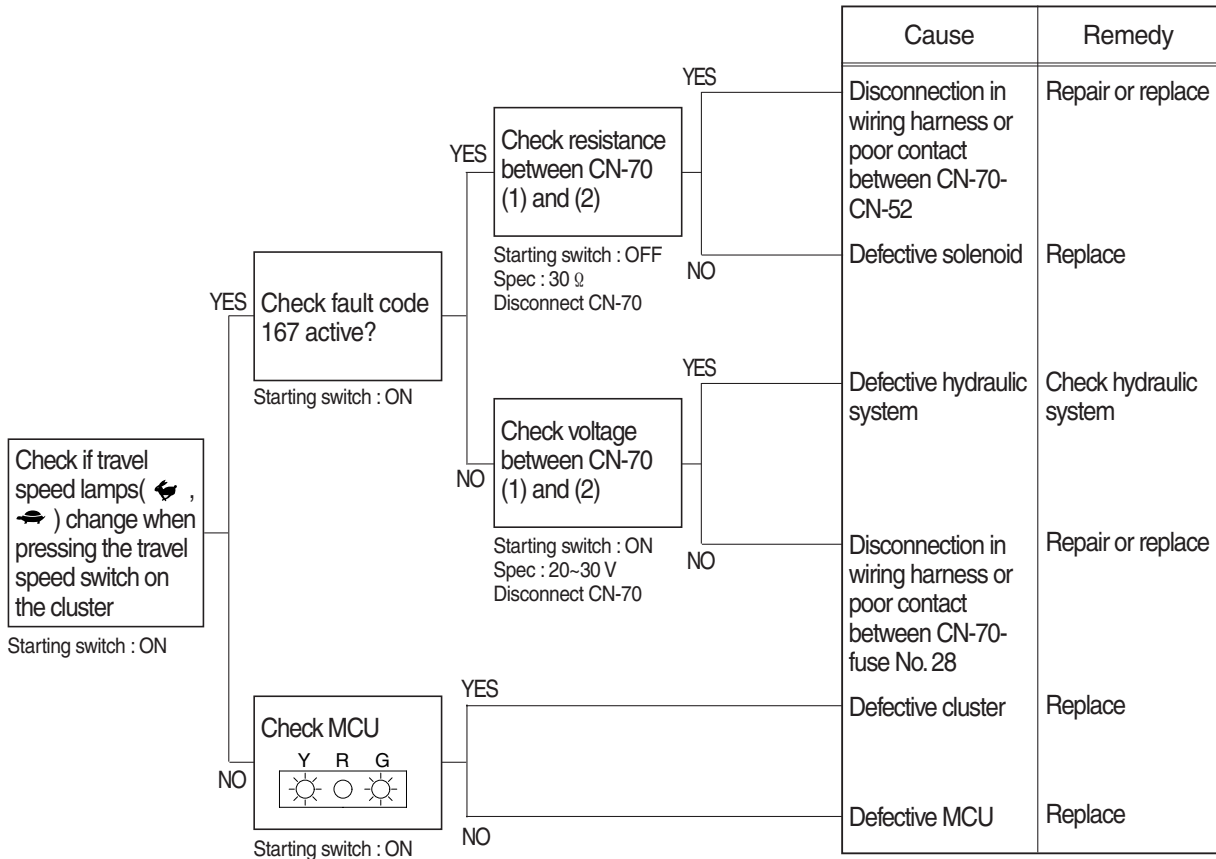 Cause
Remedy
YES
Disconnection in
wiring harness or
poor contact
between CN-70-
CN-52
Repair or replace
YES
Check resistance
between CN-70
(1) and (2)
Starting switch : OFF
Spec : 30 Ω
Disconnect CN-70
NO
Defective solenoid
Replace
YES
Check fault code
167 active?
Starting switch : ON
YES
Defective hydraulic
system
Check hydraulic
system
NO
Check voltage
between CN-70
(1) and (2)
Starting switch : ON
Spec : 20~30 V
Disconnect CN-70
NO
Disconnection in
wiring harness or
poor contact
between CN-70-
fuse No. 28
Repair or replace
Check if travel
speed lamps( ,
) change when
pressing the travel
speed switch on
the cluster
Starting switch : ON
YES
Defective cluster
Replace
NO
Check MCU
Y R G
Starting switch : ON
NO
Defective MCU
Replace